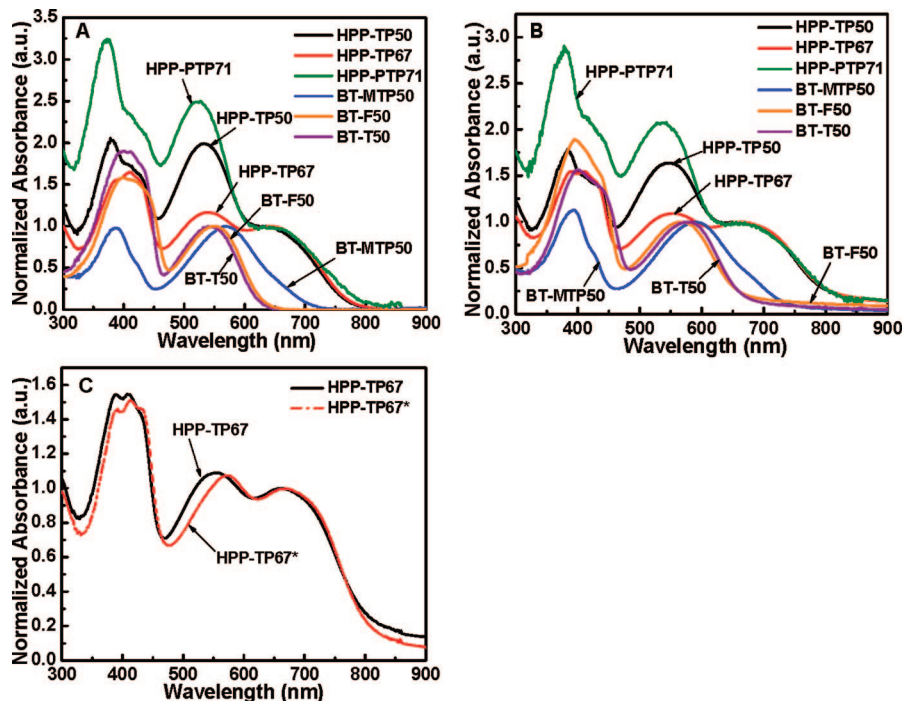 A
HPP-TP50
HPP-TP67
HPP-PTP71
BT-MTP50
BT-F50
BT-T50
HPP-PTP71
HPP-TP50
HPP-TP67
BT-F50
BT-MTP50
BT-T50
Normalized Absorbance (a.u.)
3.5
3.0
2.5
2.0
1.5
1.0
0.5
0.0
300 400 500 600 700 800 900
Wavelength (nm)
B
HPP-TP50
HPP-TP67
HPP-PTP71
BT-MTP50
BT-F50
BT-T50
HPP-PTP71
HPP-TP50
HPP-TP67
BT-F50
BT-T50
BT-MTP50
Normalized Absorbance (a.u.)
3.0
2.5
2.0
1.5
1.0
0.5
0.0
300 400 500 600 700 800 900
Wavelength (nm)
C
HPP-TP67
HPP-TP67*
HPP-TP67
HPP-TP67*
Normalized Absorbance (a.u.)
1.6
1.4
1.2
1.0
0.8
0.6
0.4
0.2
0.0
300 400 500 600 700 800 900
Wavelength (nm)